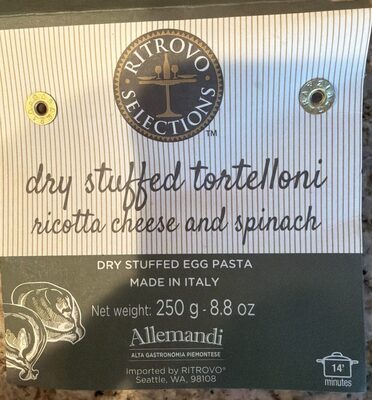 RITROVO
SELECTIONS
TM
dry stuffed tortelloni
ricotta cheese and spinach
DRY STUFFED EGG PASTA
MADE IN ITALY
Net weight: 250 g - 8.8 oz
Allemandi
ALTA GASTRONOMIA PIEMONTESE
Imported by RITROVO®
Seattle, WA, 98108
14'
minutes